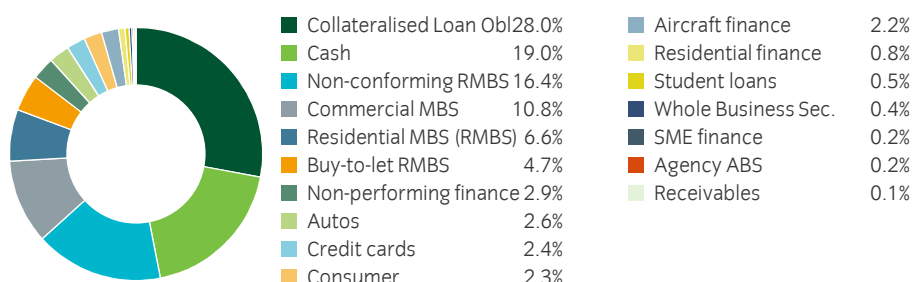 Collateralised Loan Obl 28.0%
Cash 19.0%
Non-conforming RMBS 16.4%
Commercial MBS 10.8%
Residential MBS (RMBS) 6.6%
Buy-to-let RMBS 4.7%
Non-performing finance 2.9%
Autos 2.6%
Credit cards 2.4%
Consumer 2.3%
Aircraft finance 2.2%
Residential finance 0.8%
Student loans 0.5%
Whole Business Sec. 0.4%
SME finance 0.2%
Agency ABS 0.2%
Receivables 0.1%